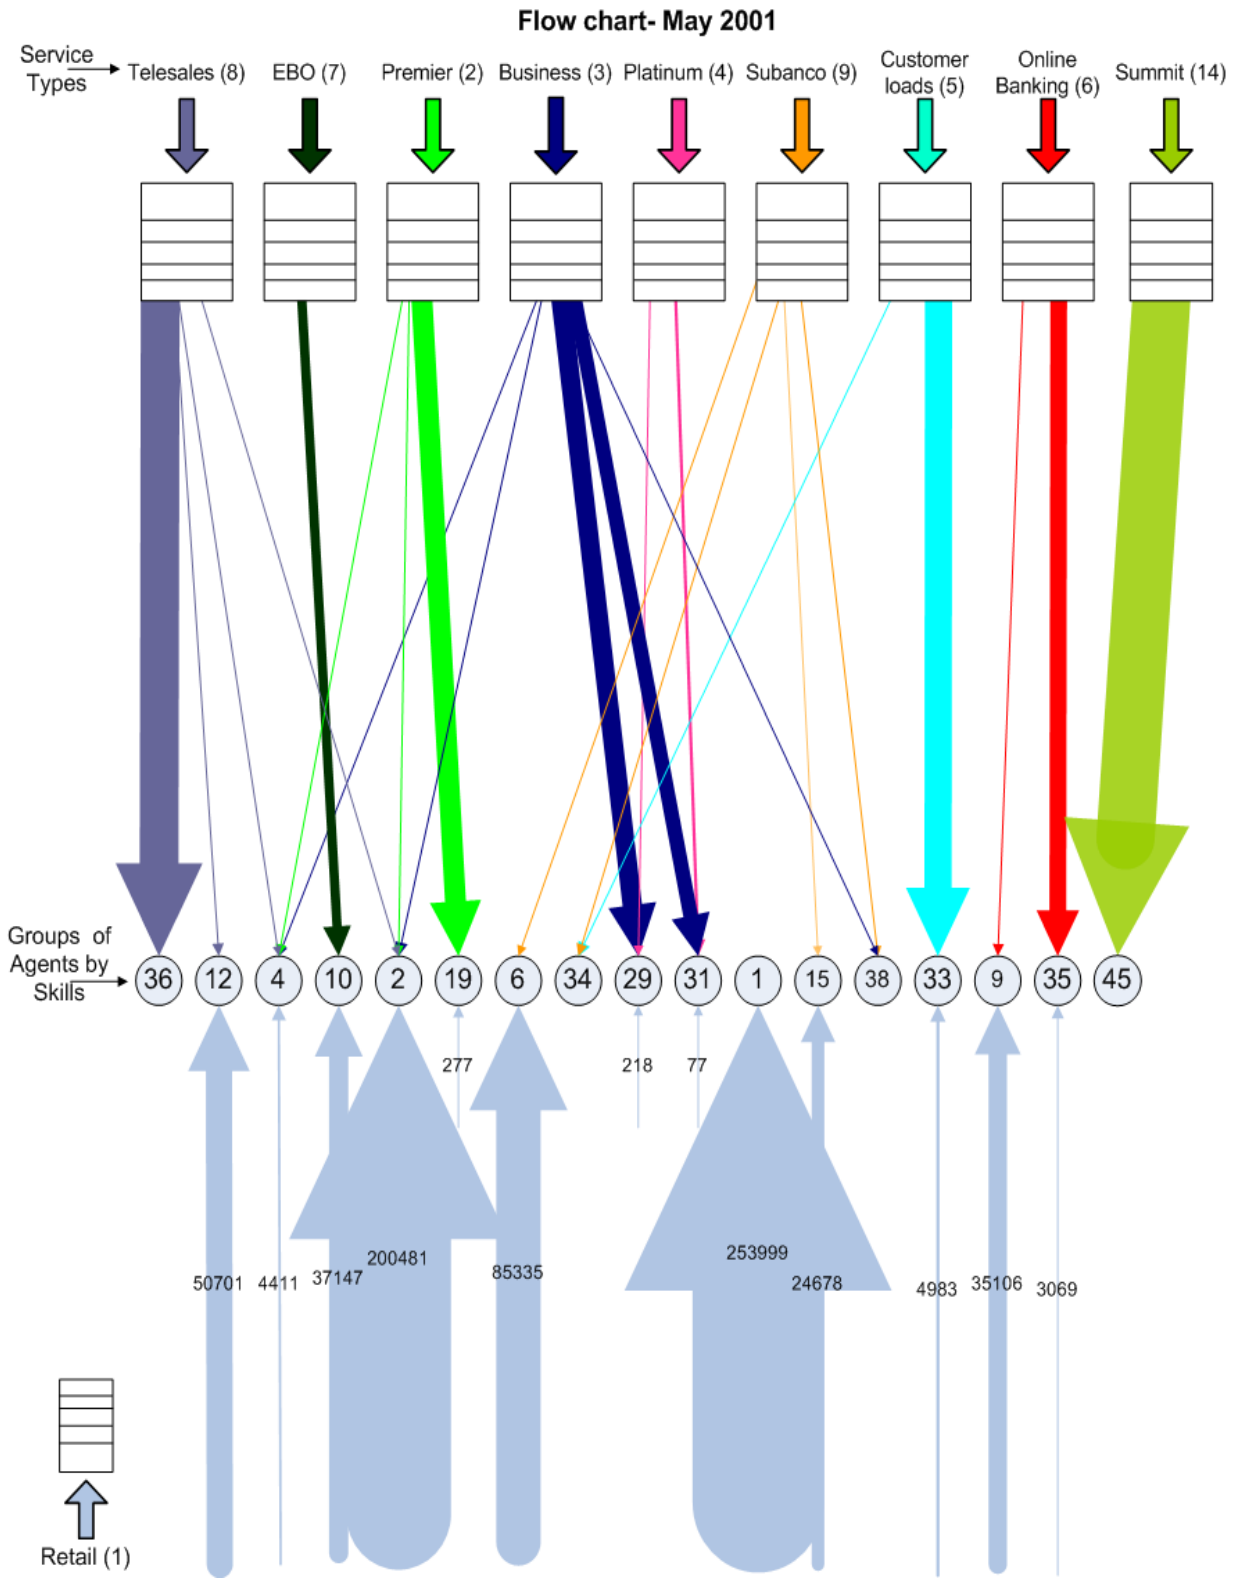 Flow chart- May 2001
Service
Types
Telesales (8)
EBO (7)
Premier (2)
Business (3)
Platinum (4)
Subanco (9)
Customer
loads (5)
Online
Banking (6)
Summit (14)
Groups of
Agents by
Skills
36
12
4
10
2
19
6
34
29
31
1
15
38
33
9
35
45
277
218
77
50701
4411
37147
200481
85335
253999
24678
4983
35106
3069
Retail (1)